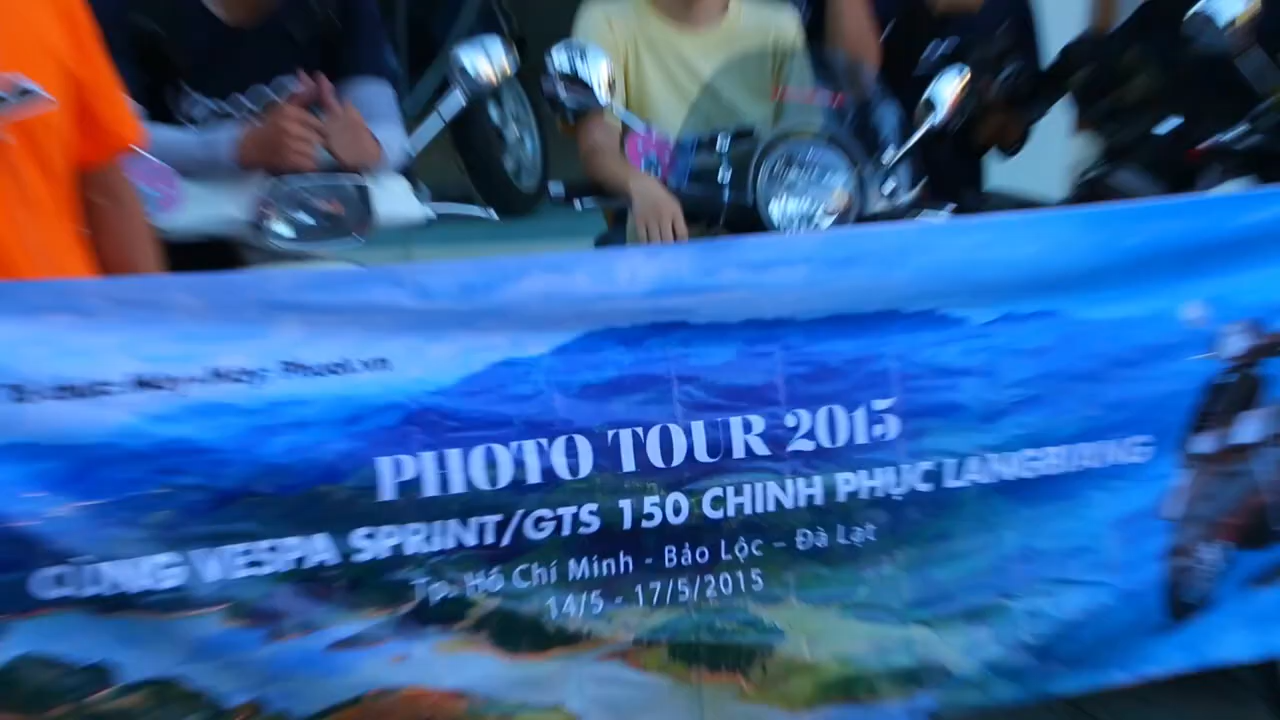 PHOTO TOUR 2015
CÙNG VESPA SPRINT/GTS 150 CHINH PHỤC LANGBIANG
Tp. Hồ Chí Minh - Bảo Lộc - Đà Lạt
14/5 - 17/5/2015